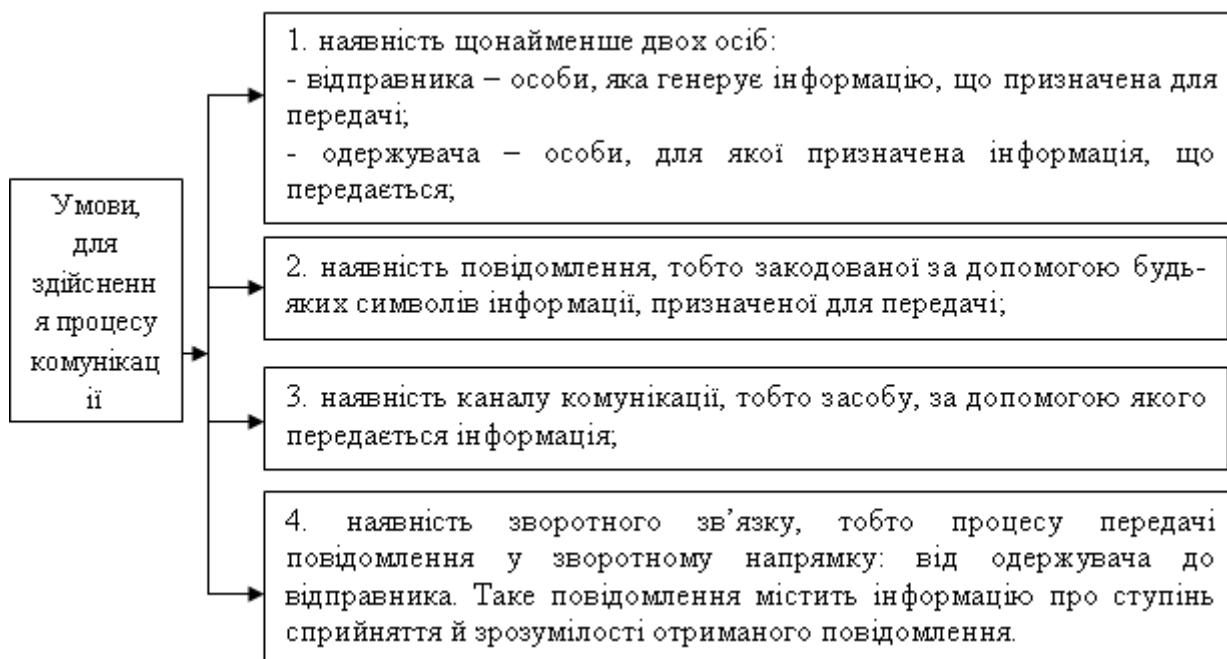 Умови,
для
здійсненн
я процесу
комунікац
ії
1. наявність щонайменше двох осіб:
- відправника – особи, яка генерує інформацію, що призначена для
передачі;
- одержувача – особи, для якої призначена інформація, що
передається;
2. наявність повідомлення, тобто закодованої за допомогою будь-
яких символів інформації, призначеної для передачі;
3. наявність каналу комунікації, тобто засобу, за допомогою якого
передається інформація;
4. наявність зворотного зв’язку, тобто процесу передачі
повідомлення у зворотному напрямку: від одержувача до
відправника. Таке повідомлення містить інформацію про ступінь
сприйняття й зрозумілості отриманого повідомлення.